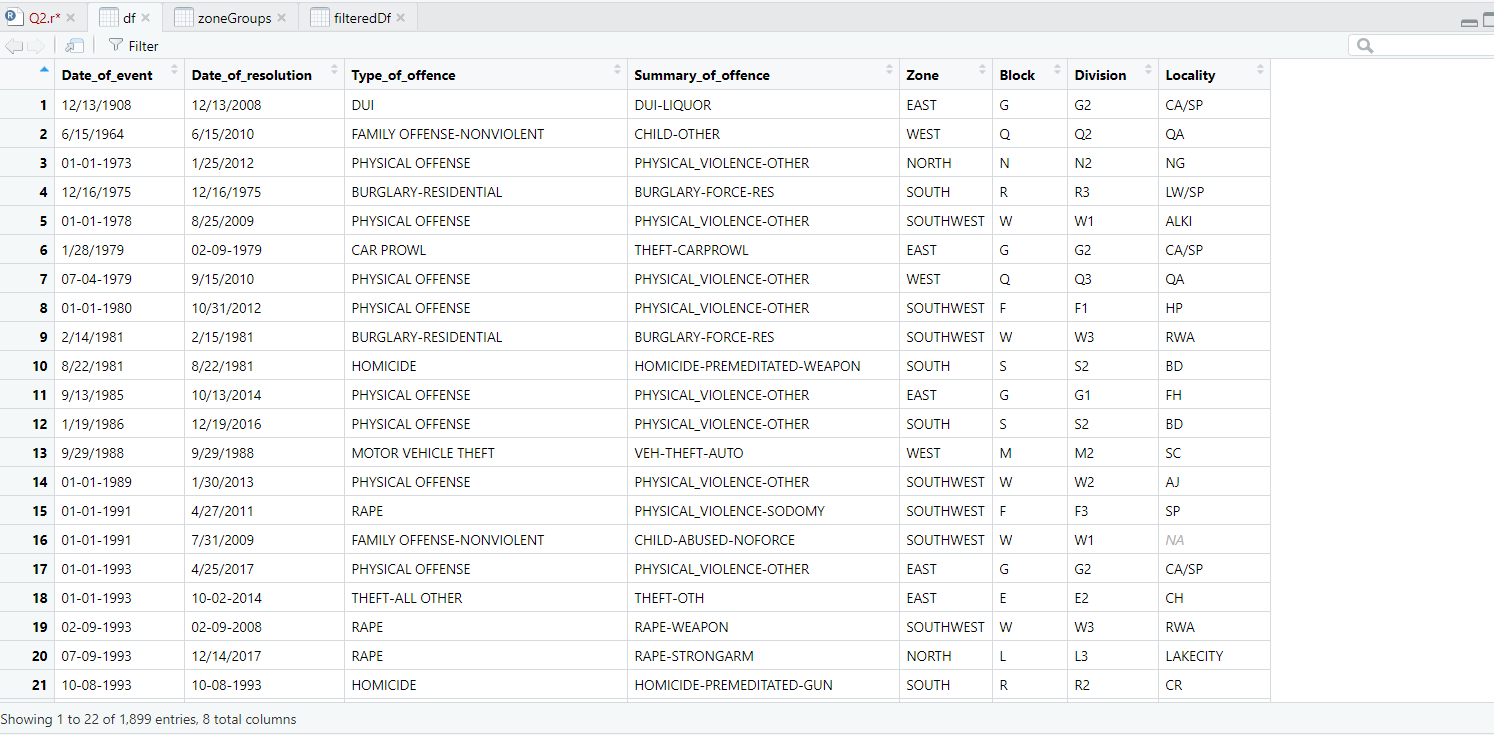 Q2.r* df zoneGroups filteredDf
Filter
Date_of_event Date_of_resolution Type_of_offence Summary_of_offence Zone Block Division Locality
1 12/13/1908 12/13/2008 DUI DUI-LIQUOR EAST G G2 CA/SP
2 6/15/1964 6/15/2010 FAMILY OFFENSE-NONVIOLENT CHILD-OTHER WEST Q Q2 QA
3 01-01-1973 1/25/2012 PHYSICAL OFFENSE PHYSICAL_VIOLENCE-OTHER NORTH N N2 NG
4 12/16/1975 12/16/1975 BURGLARY-RESIDENTIAL BURGLARY-FORCE-RES SOUTH R R3 LW/SP
5 01-01-1978 8/25/2009 PHYSICAL OFFENSE PHYSICAL_VIOLENCE-OTHER SOUTHWEST W W1 ALKI
6 1/28/1979 02-09-1979 CAR PROWL THEFT-CARPROWL EAST G G2 CA/SP
7 07-04-1979 9/15/2010 PHYSICAL OFFENSE PHYSICAL_VIOLENCE-OTHER WEST Q Q3 QA
8 01-01-1980 10/31/2012 PHYSICAL OFFENSE PHYSICAL_VIOLENCE-OTHER SOUTHWEST F F1 HP
9 2/14/1981 2/15/1981 BURGLARY-RESIDENTIAL BURGLARY-FORCE-RES SOUTHWEST W W3 RWA
10 8/22/1981 8/22/1981 HOMICIDE HOMICIDE-PREMEDITATED-WEAPON SOUTH S S2 BD
11 9/13/1985 10/13/2014 PHYSICAL OFFENSE PHYSICAL_VIOLENCE-OTHER EAST G G1 FH
12 1/19/1986 12/19/2016 PHYSICAL OFFENSE PHYSICAL_VIOLENCE-OTHER SOUTH S S2 BD
13 9/29/1988 9/29/1988 MOTOR VEHICLE THEFT VEH-THEFT-AUTO WEST M M2 SC
14 01-01-1989 1/30/2013 PHYSICAL OFFENSE PHYSICAL_VIOLENCE-OTHER SOUTHWEST W W2 AJ
15 01-01-1991 4/27/2011 RAPE PHYSICAL_VIOLENCE-SODOMY SOUTHWEST F F3 SP
16 01-01-1991 7/31/2009 FAMILY OFFENSE-NONVIOLENT CHILD-ABUSED-NOFORCE SOUTHWEST W W1 NA
17 01-01-1993 4/25/2017 PHYSICAL OFFENSE PHYSICAL_VIOLENCE-OTHER EAST G G2 CA/SP
18 01-01-1993 10-02-2014 THEFT-ALL OTHER THEFT-OTH EAST E E2 CH
19 02-09-1993 02-09-2008 RAPE RAPE-WEAPON SOUTHWEST W W3 RWA
20 07-09-1993 12/14/2017 RAPE RAPE-STRONGARM NORTH L L3 LAKECITY
21 10-08-1993 10-08-1993 HOMICIDE HOMICIDE-PREMEDITATED-GUN SOUTH R R2 CR
Showing 1 to 22 of 1,899 entries, 8 total columns